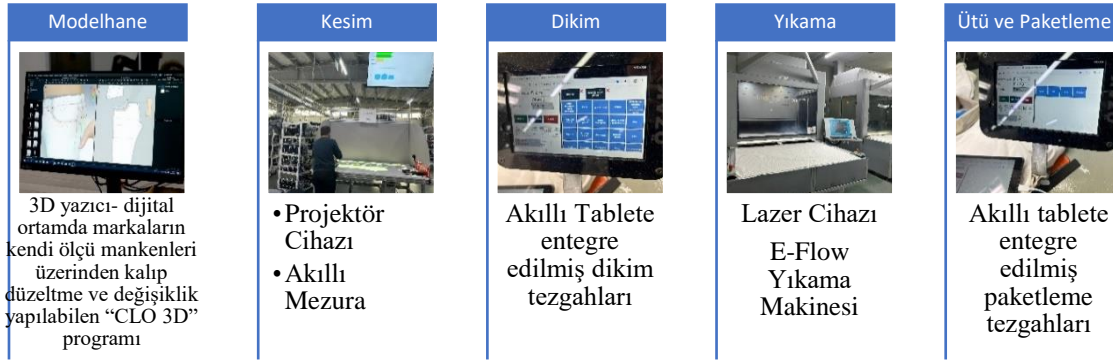 Modelhane
3D yazıcı- dijital
ortamda markaların
kendi ölçü mankenleri
üzerinden kalıp
düzeltme ve değişiklik
yapılabilen “CLO 3D”
programı
Kesim
•Projektör
Cihazı
•Akıllı
Mezura
Dikim
Akıllı Tablete
entegre
edilmiş dikim
tezgahları
Yıkama
Lazer Cihazı
E-Flow
Yıkama
Makinesi
Ütü ve Paketleme
Akıllı tablete
entegre
edilmiş
paketleme
tezgahları